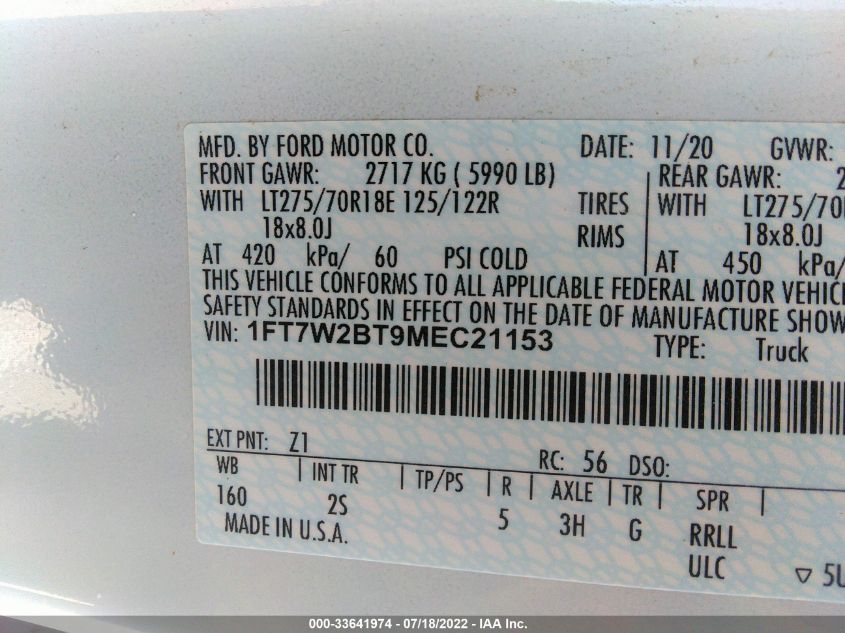 MFD. BY FORD MOTOR CO. DATE: 11/20 GVWR:
FRONT GAWR: 2717 KG ( 5990 LB) REAR GAWR: 2
WITH LT275/70R18E 125/122R TIRES WITH LT275/70
18x8.0J RIMS 18x8.0J
AT 420 kPa/ 60 PSI COLD AT 450 kPa/
THIS VEHICLE CONFORMS TO ALL APPLICABLE FEDERAL MOTOR VEHIC
SAFETY STANDARDS IN EFFECT ON THE DATE OF MANUFACTURE SHOW
VIN: 1FT7W2BT9MEC21153 TYPE: Truck
EXT PNT: Z1 RC: 56 DSO:
WB INT TR TP/PS R AXLE TR SPR
160 2S 5 3H G RRLL
MADE IN U.S.A. ULC ▽ 5U
000-33641974 - 07/18/2022 - IAA Inc.